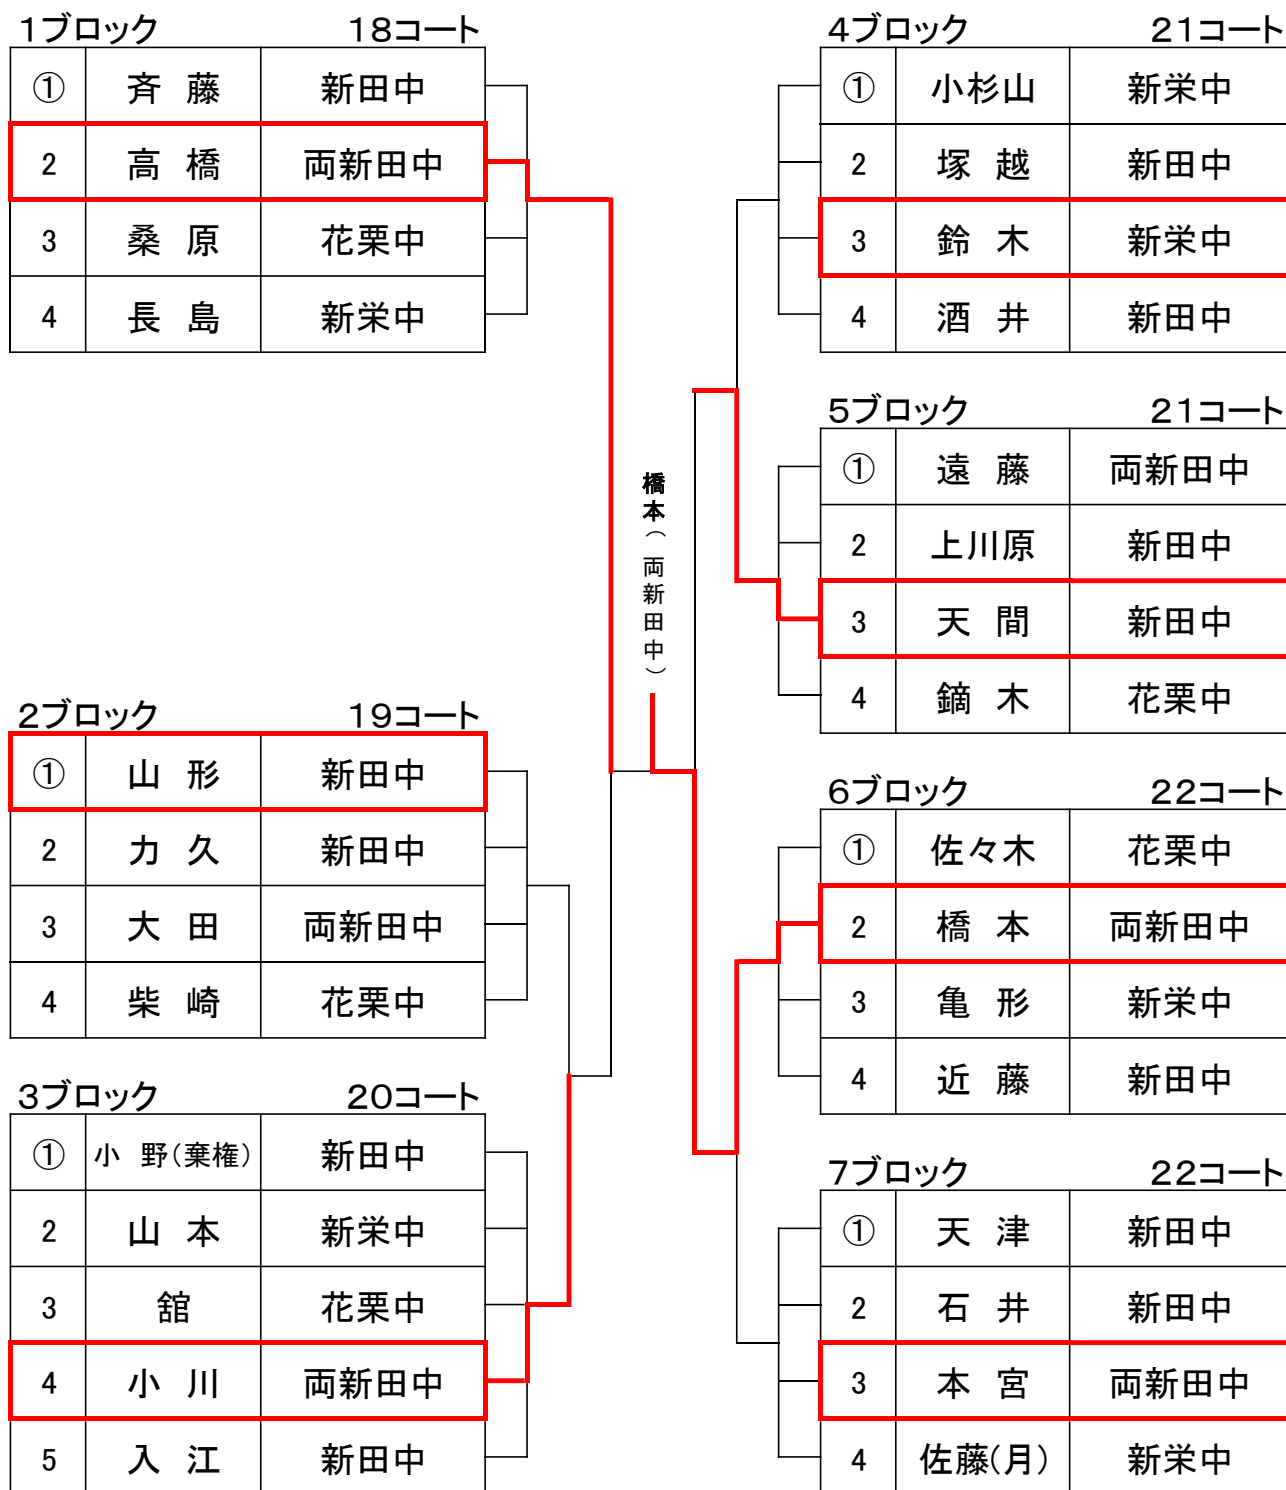 1ブロック 18コート
① 斉 藤 新田中
2 高 橋 両新田中
3 桑 原 花栗中
4 長 島 新栄中
2ブロック 19コート
① 山 形 新田中
2 力 久 新田中
3 大 田 両新田中
4 柴 崎 花栗中
3ブロック 20コート
① 小 野(棄権) 新田中
2 山 本 新栄中
3 舘 花栗中
4 小 川 両新田中
5 入 江 新田中
橋本(両新田中)
4ブロック 21コート
① 小杉山 新栄中
2 塚 越 新田中
3 鈴 木 新栄中
4 酒 井 新田中
5ブロック 21コート
① 遠 藤 両新田中
2 上川原 新田中
3 天 間 新田中
4 鏑 木 花栗中
6ブロック 22コート
① 佐々木 花栗中
2 橋 本 両新田中
3 亀 形 新栄中
4 近 藤 新田中
7ブロック 22コート
① 天 津 新田中
2 石 井 新田中
3 本 宮 両新田中
4 佐藤(月) 新栄中